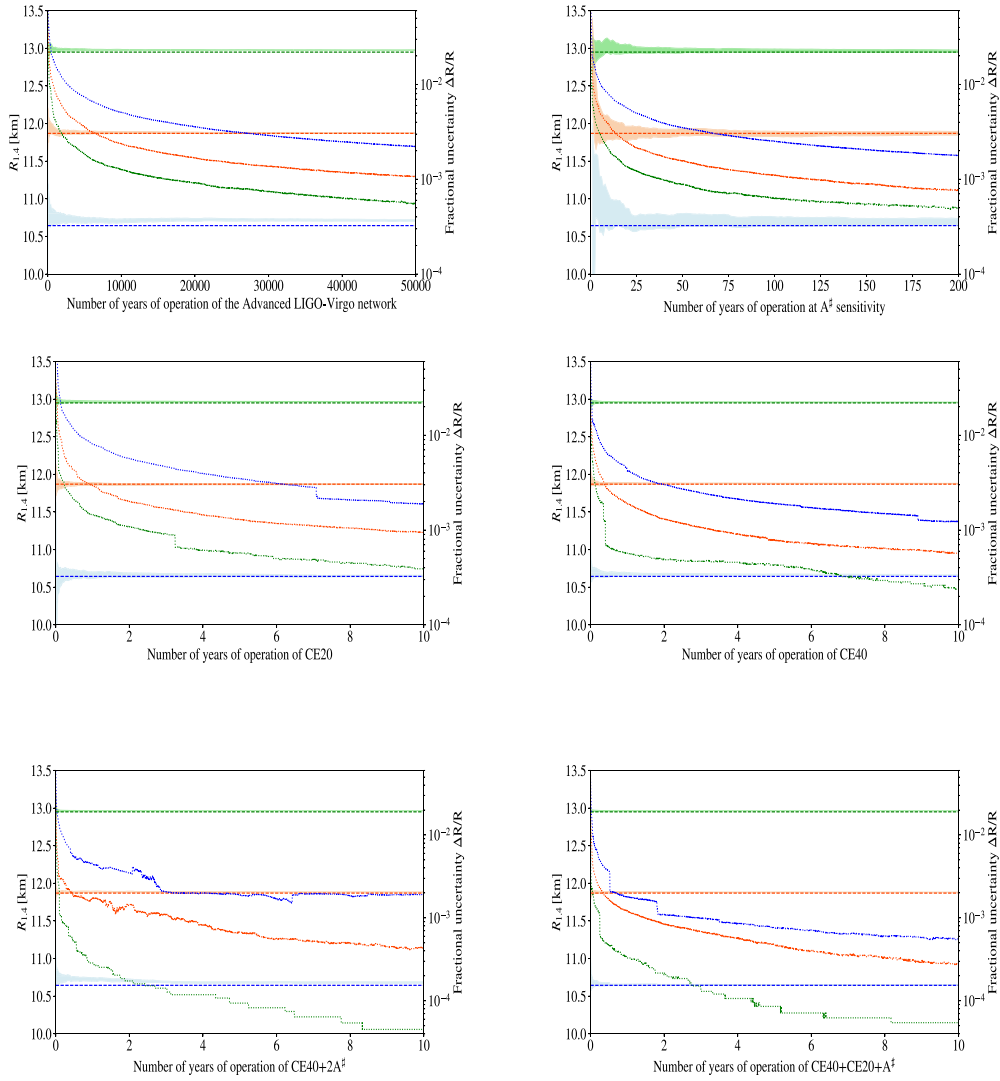 13.5
13.0
12.5
12.0
11.5
11.0
10.5
10.0
R1.4 [km]
10−2
10−3
10−4
Fractional uncertainty ΔR/R
0 10000 20000 30000 40000 50000
Number of years of operation of the Advanced LIGO-Virgo network
13.5
13.0
12.5
12.0
11.5
11.0
10.5
10.0
R1.4 [km]
10−2
10−3
10−4
Fractional uncertainty ΔR/R
0 25 50 75 100 125 150 175 200
Number of years of operation at A♯ sensitivity
13.5
13.0
12.5
12.0
11.5
11.0
10.5
10.0
R1.4 [km]
10−2
10−3
10−4
Fractional uncertainty ΔR/R
0 2 4 6 8 10
Number of years of operation of CE20
13.5
13.0
12.5
12.0
11.5
11.0
10.5
10.0
R1.4 [km]
10−2
10−3
10−4
Fractional uncertainty ΔR/R
0 2 4 6 8 10
Number of years of operation of CE40
13.5
13.0
12.5
12.0
11.5
11.0
10.5
10.0
R1.4 [km]
10−2
10−3
10−4
Fractional uncertainty ΔR/R
0 2 4 6 8 10
Number of years of operation of CE40+2A♯
13.5
13.0
12.5
12.0
11.5
11.0
10.5
10.0
R1.4 [km]
10−2
10−3
10−4
Fractional uncertainty ΔR/R
0 2 4 6 8 10
Number of years of operation of CE40+CE20+A♯